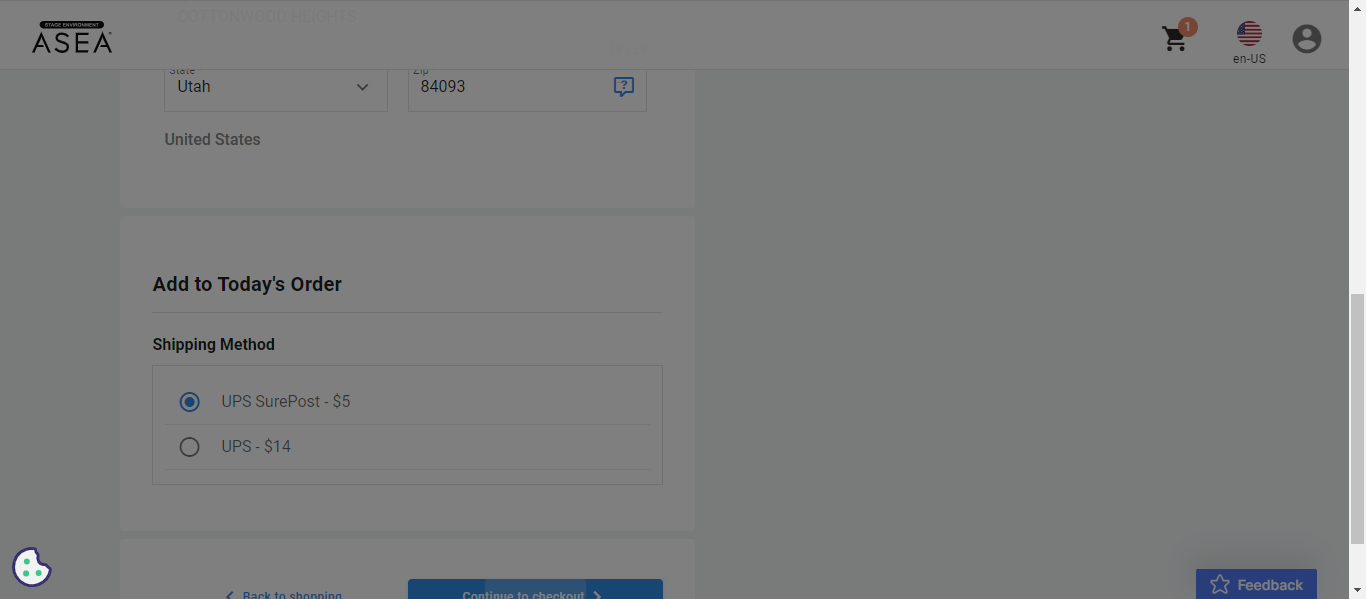 COTTONWOOD HEIGHTS
STAGE ENVIRONMENT
ASEA
1
en-US
State
Utah
Zip
84093
?
United States
Add to Today's Order
Shipping Method
UPS SurePost - $5
UPS - $14
Back to shopping
Continue to checkout
Feedback